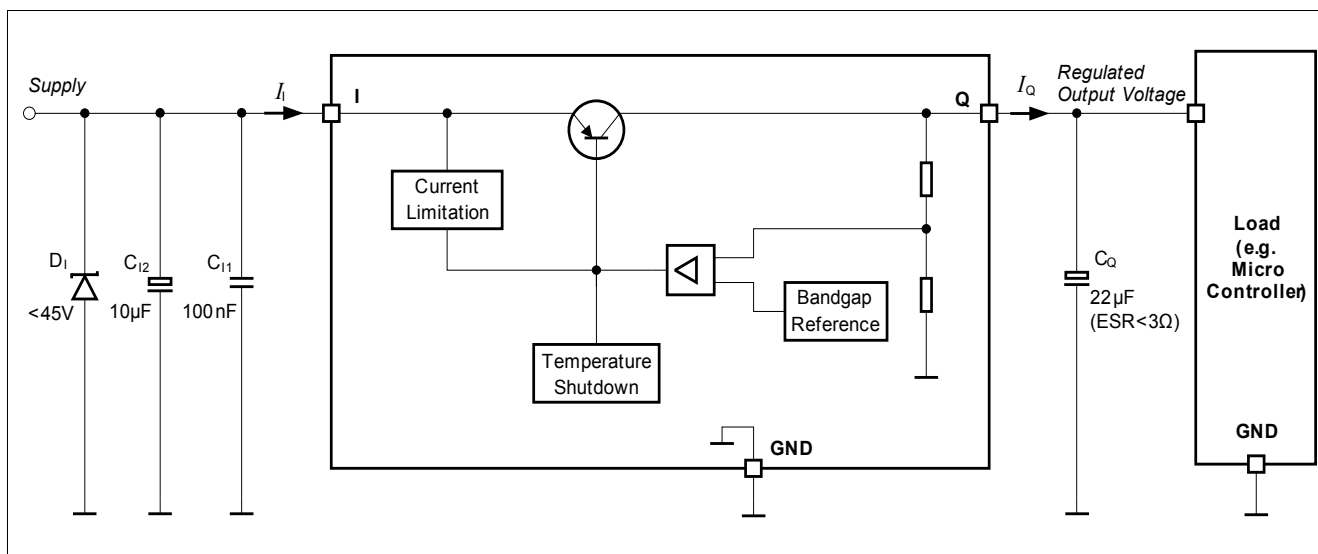 Supply
I_I
I
Q
I_Q
Regulated
Output Voltage
Current
Limitation
D_I
<45V
C_I2
10µF
C_I1
100nF
Bandgap
Reference
Temperature
Shutdown
GND
C_Q
22µF
(ESR<3Ω)
Load
(e.g.
Micro
Controller)
GND